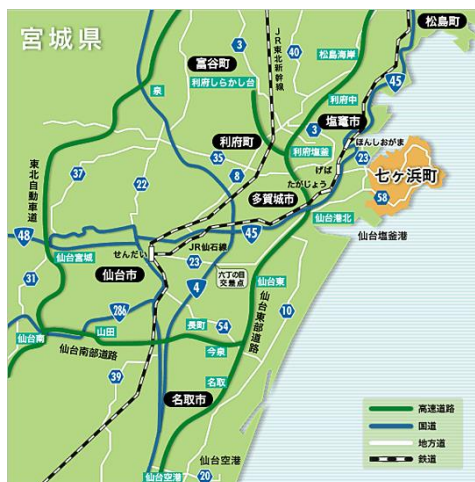 宮城県
松島町
富谷町
3
40
JR東北新幹線
松島海岸
45
泉
利府しらかし台
利府中
塩竈市
利府町
3
利府塩釜
ほんしおがま
23
35
8
げば
七ヶ浜町
37
22
多賀城市
たがじょう
58
東北自動車道
仙台港北
仙台塩釜港
48
45
JR仙石線
せんだい
仙台宮城
23
六丁の目
交差点
仙台東
仙台市
31
4
仙台東部道路
10
286
長町
54
山田
仙台南
今泉
仙台南部道路
39
名取
名取市
高速道路
国道
地方道
鉄道
仙台空港
仙台空港
20